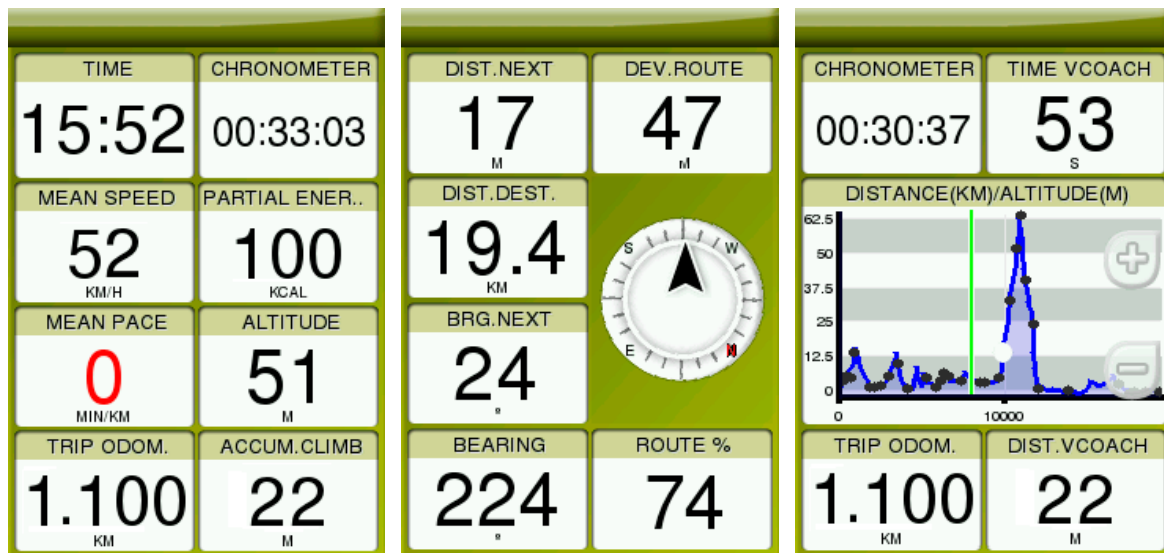 TIME
CHRONOMETER
15:52
00:33:03
MEAN SPEED
PARTIAL ENER..
52
KM/H
100
KCAL
MEAN PACE
ALTITUDE
0
MIN/KM
51
M
TRIP ODOM.
ACCUM.CLIMB
1.100
KM
22
M
DIST.NEXT
DEV.ROUTE
17
M
47
M
DIST.DEST.
19.4
KM
S
W
E
N
BRG.NEXT
24
º
BEARING
ROUTE %
224
º
74
CHRONOMETER
TIME VCOACH
00:30:37
53
S
DISTANCE(KM)/ALTITUDE(M)
62.5
50
37.5
25
12.5
0
0
10000
TRIP ODOM.
DIST.VCOACH
1.100
KM
22
M